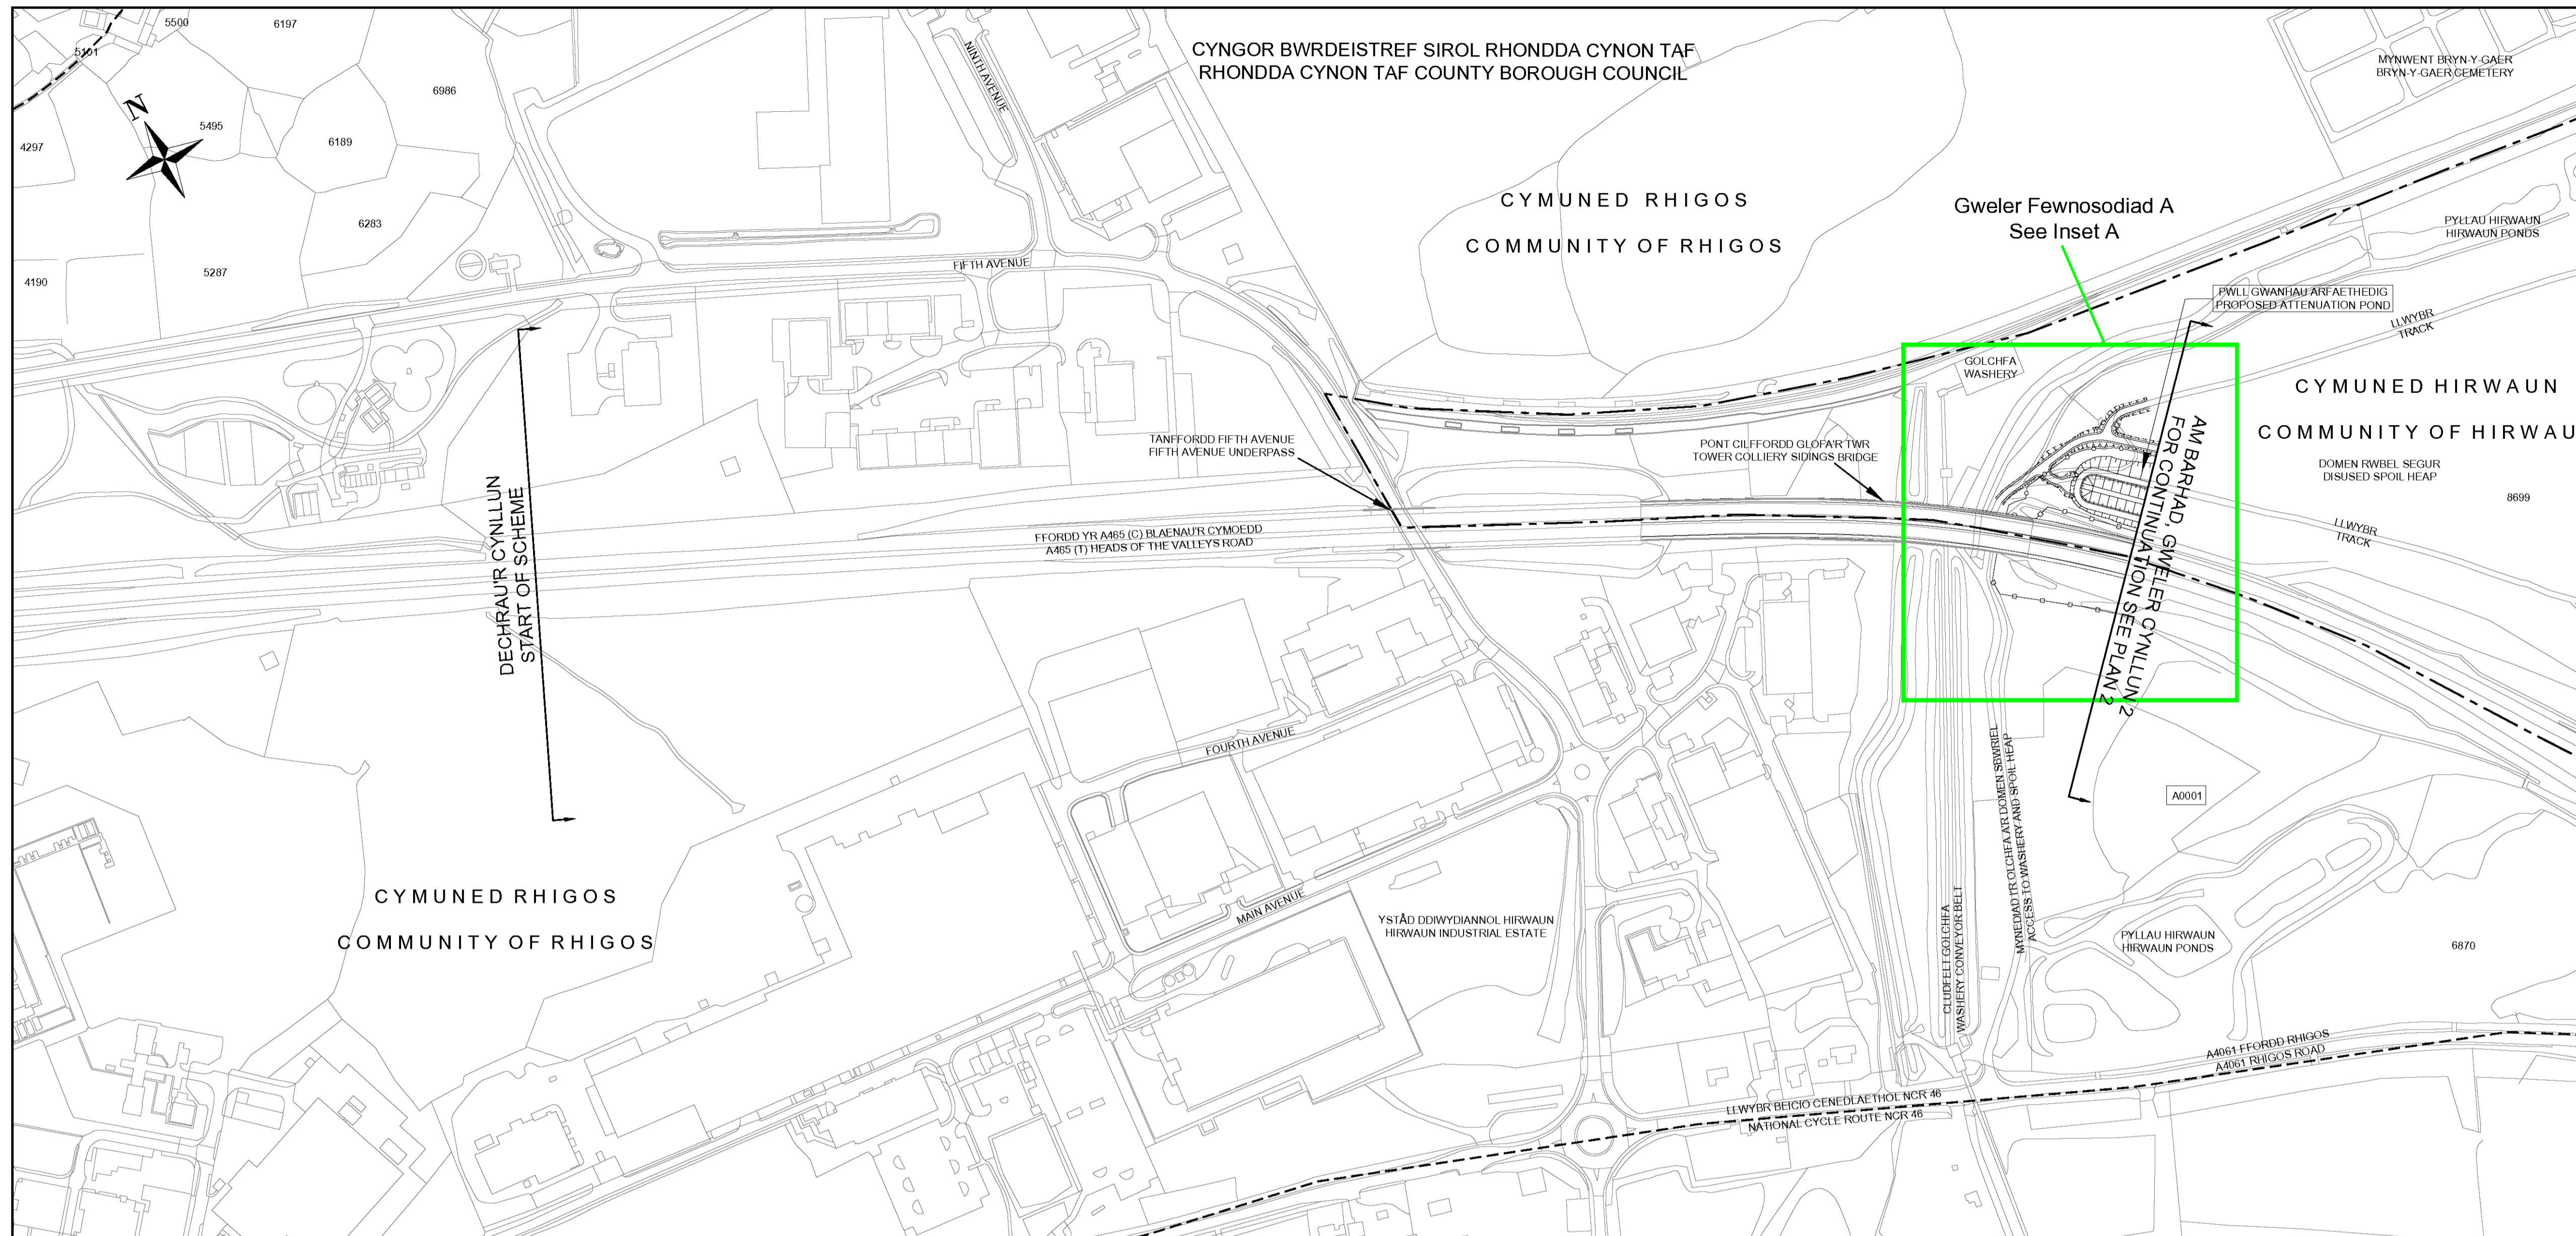 5500
6197
5101
6986
N
5495
4297
6189
6283
5287
4190
NINTH AVENUE
CYNGOR BWRDEISTREF SIROL RHONDDA CYNON TAF
RHONDDA CYNON TAF COUNTY BOROUGH COUNCIL
MYNWENT BRYN-Y-GAER
BRYN-Y-GAER CEMETERY
CYMUNED RHIGOS
COMMUNITY OF RHIGOS
Gweler Fewnosodiad A
See Inset A
PYLLAU HIRWAUN
HIRWAUN PONDS
FIFTH AVENUE
PWLL GWANHAU ARFAETHEDIG
PROPOSED ATTENUATION POND
LLWYBR
TRACK
GOLCHFA
WASHERY
CYMUNED HIRWAUN
COMMUNITY OF HIRWAU
TANFFORDD FIFTH AVENUE
FIFTH AVENUE UNDERPASS
PONT CILFFORDD GLOFA'R TWR
TOWER COLLIERY SIDINGS BRIDGE
DOMEN RWBEL SEGUR
DISUSED SPOIL HEAP
8699
AM BARHAD, GWELER CYNLLUN 2
FOR CONTINUATION SEE PLAN 2
LLWYBR
TRACK
FFORDD YR A465 (C) BLAENAU'R CYMOEDD
A465 (T) HEADS OF THE VALLEYS ROAD
DECHRAU'R CYNLLUN
START OF SCHEME
FOURTH AVENUE
A0001
MYNEDIAD I'R OLCHFA A'R DOMEN SBWRIEL
ACCESS TO WASHERY AND SPOIL HEAP
CYMUNED RHIGOS
COMMUNITY OF RHIGOS
MAIN AVENUE
YSTÂD DDIWYDIANNOL HIRWAUN
HIRWAUN INDUSTRIAL ESTATE
CLUDFELT GOLCHFA
WASHERY CONVEYOR BELT
PYLLAU HIRWAUN
HIRWAUN PONDS
6870
A4061 FFORDD RHIGOS
A4061 RHIGOS ROAD
LLWYBR BEICIO CENEDLAETHOL NCR 46
NATIONAL CYCLE ROUTE NCR 46